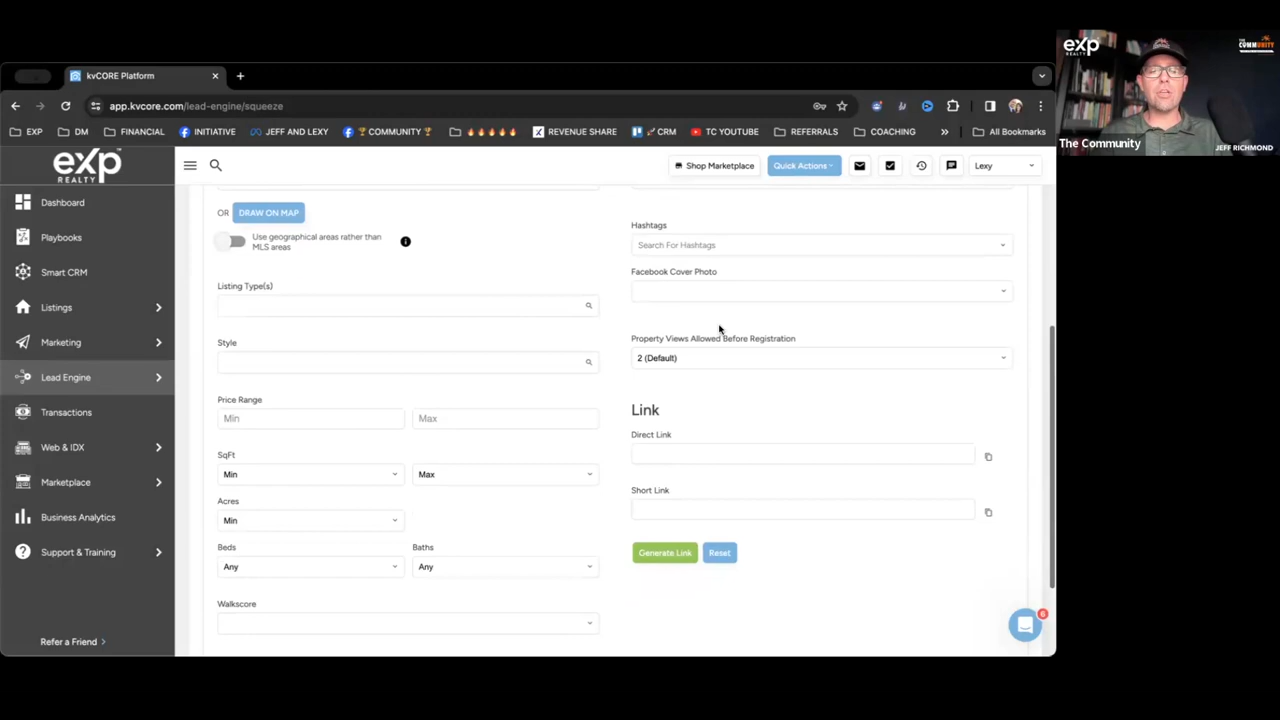 kvCORE Platform
app.kvcore.com/lead-engine/squeeze
EXP
DM
FINANCIAL
INITIATIVE
JEFF AND LEXY
🏆COMMUNITY🏆
🔥🔥🔥🔥🔥
REVENUE SHARE
🚀CRM
TC YOUTUBE
REFERRALS
COACHING
»
All Bookmarks
exp
REALTY
Shop Marketplace
Quick Actions
Lexy
Dashboard
Playbooks
Smart CRM
Listings
Marketing
Lead Engine
Transactions
Web & IDX
Marketplace
Business Analytics
Support & Training
Refer a Friend
OR
DRAW ON MAP
Use geographical areas rather than
MLS areas
Listing Type(s)
Style
Price Range
Min
Max
SqFt
Min
Max
Acres
Min
Beds
Baths
Any
Any
Walkscore
Hashtags
Search For Hashtags
Facebook Cover Photo
Property Views Allowed Before Registration
2 (Default)
Link
Direct Link
Short Link
Generate Link
Reset
6
exp
REALTY
THE
COMMUNITY
The Community
JEFF RICHMOND